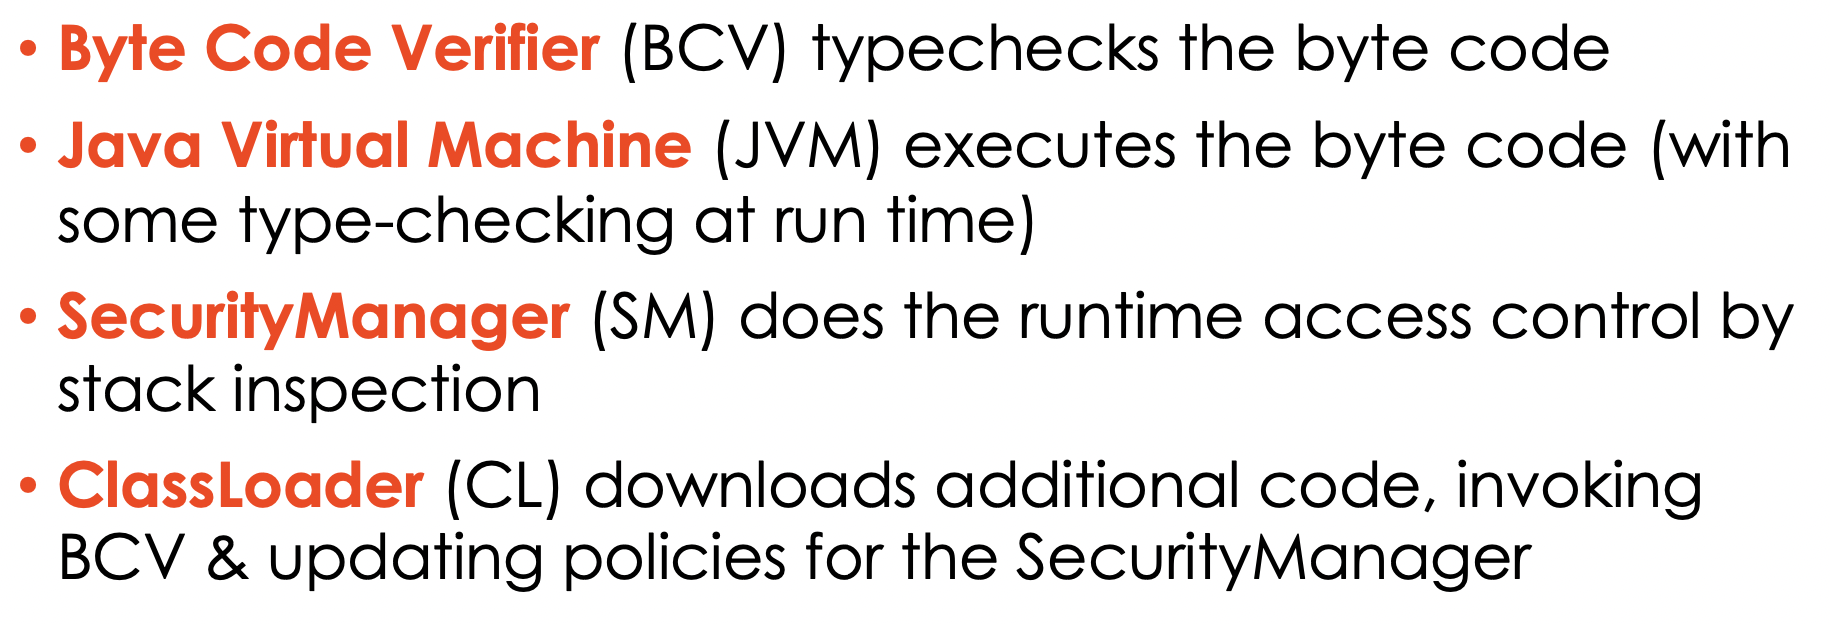 • Byte Code Verifier (BCV) typechecks the byte code
• Java Virtual Machine (JVM) executes the byte code (with
some type-checking at run time)
• SecurityManager (SM) does the runtime access control by
stack inspection
• ClassLoader (CL) downloads additional code, invoking
BCV & updating policies for the SecurityManager